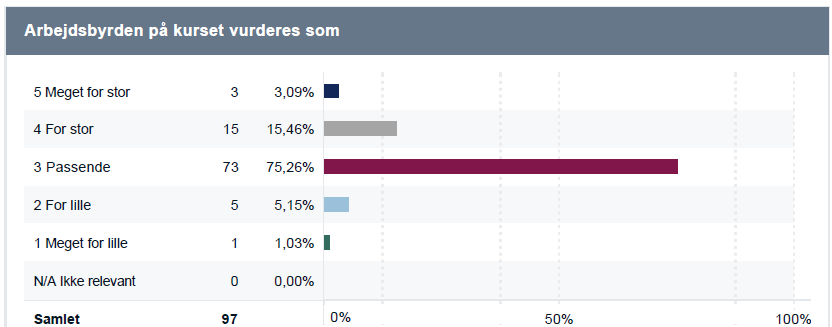 Arbejdsbyrden på kurset vurderes som
5 Meget for stor 3 3,09%
4 For stor 15 15,46%
3 Passende 73 75,26%
2 For lille 5 5,15%
1 Meget for lille 1 1,03%
N/A Ikke relevant 0 0,00%
Samlet 97 0% 50% 100%